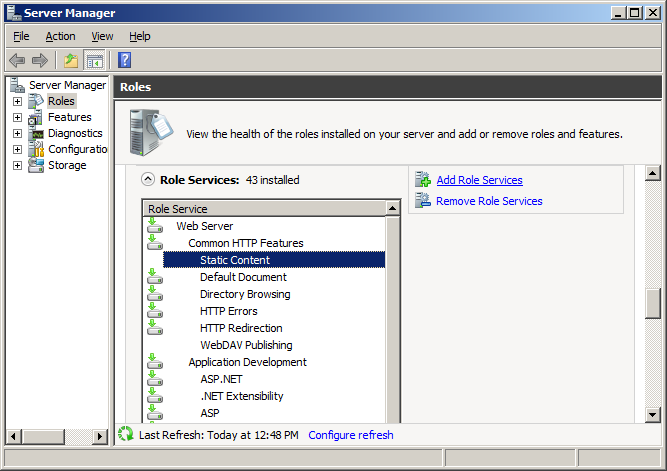 Server Manager
File Action View Help
Server Manager
Roles
Features
Diagnostics
Configuratio
Storage
Roles
View the health of the roles installed on your server and add or remove roles and features.
Role Services: 43 installed
Add Role Services
Remove Role Services
Role Service
Web Server
Common HTTP Features
Static Content
Default Document
Directory Browsing
HTTP Errors
HTTP Redirection
WebDAV Publishing
Application Development
ASP.NET
.NET Extensibility
ASP
Last Refresh: Today at 12:48 PM Configure refresh